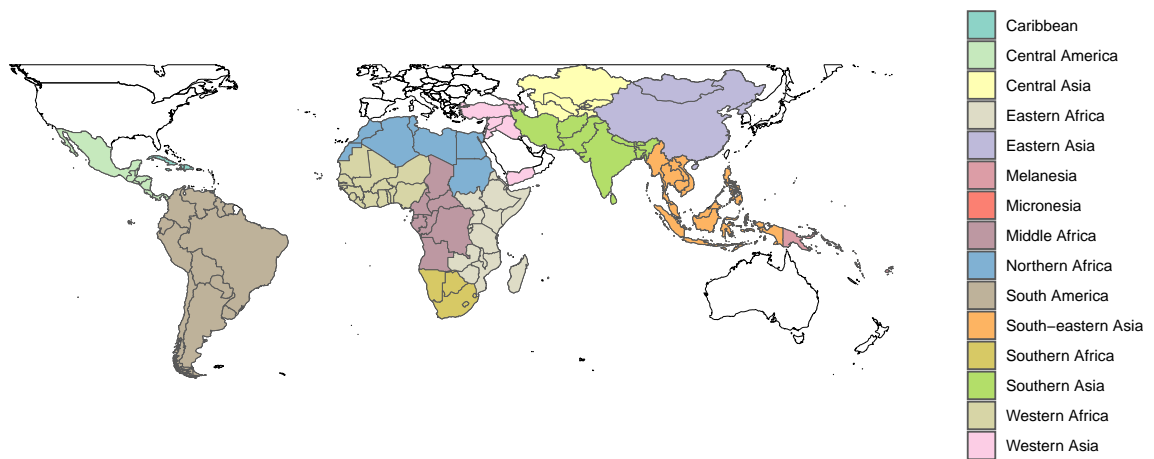 Caribbean
Central America
Central Asia
Eastern Africa
Eastern Asia
Melanesia
Micronesia
Middle Africa
Northern Africa
South America
South−eastern Asia
Southern Africa
Southern Asia
Western Africa
Western Asia